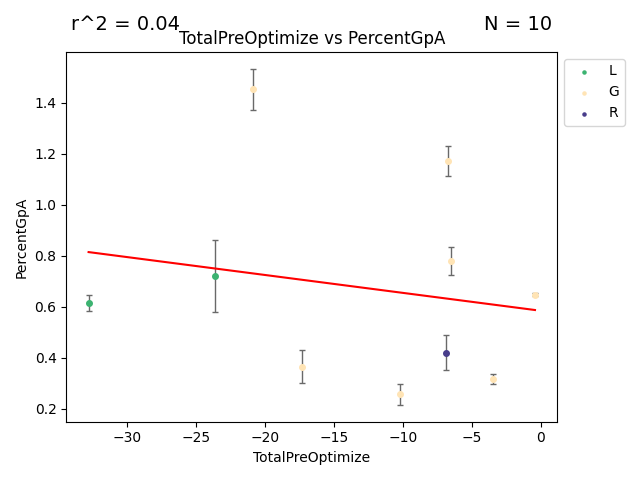 r^2 = 0.04
N = 10
TotalPreOptimize vs PercentGpA
L
G
R
1.4
1.2
1.0
0.8
0.6
0.4
0.2
PercentGpA
−30
−25
−20
−15
−10
−5
0
TotalPreOptimize